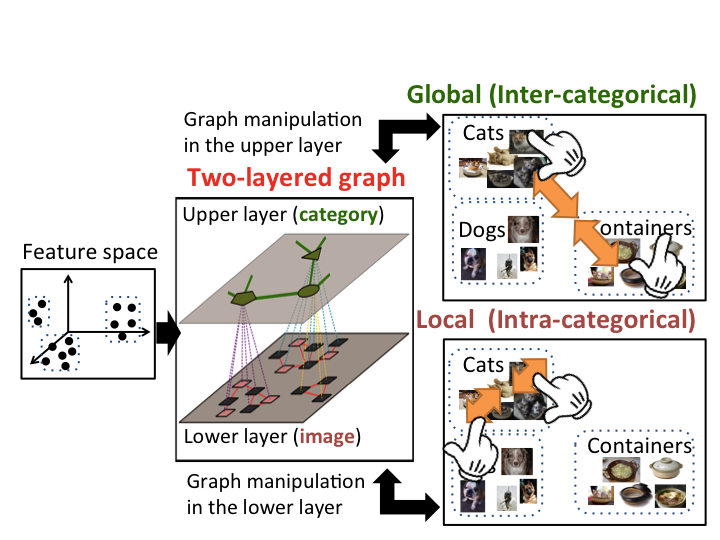 Global (Inter-categorical)
Graph manipulation
in the upper layer
Cats
Two-layered graph
Upper layer (category)
Dogs
ontainers
Feature space
Local (Intra-categorical)
Cats
Lower layer (image)
Containers
Graph manipulation
in the lower layer